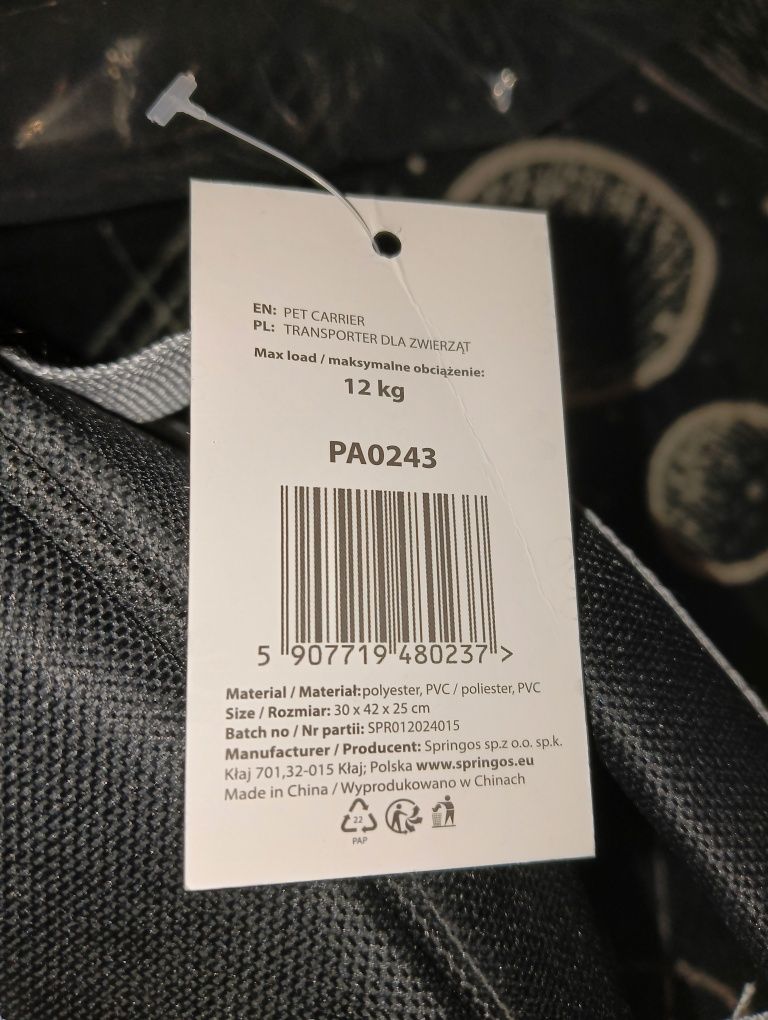 EN: PET CARRIER
PL: TRANSPORTER DLA ZWIERZĄT
Max load / maksymalne obciążenie:
12 kg
PA0243
5 907719 480237 >
Material / Materiał: polyester, PVC / poliester, PVC
Size / Rozmiar: 30 x 42 x 25 cm
Batch no / Nr partii: SPR012024015
Manufacturer / Producent: Springos sp.z o.o. sp.k.
Kłaj 701,32-015 Kłaj; Polska www.springos.eu
Made in China / Wyprodukowano w Chinach
22
PAP